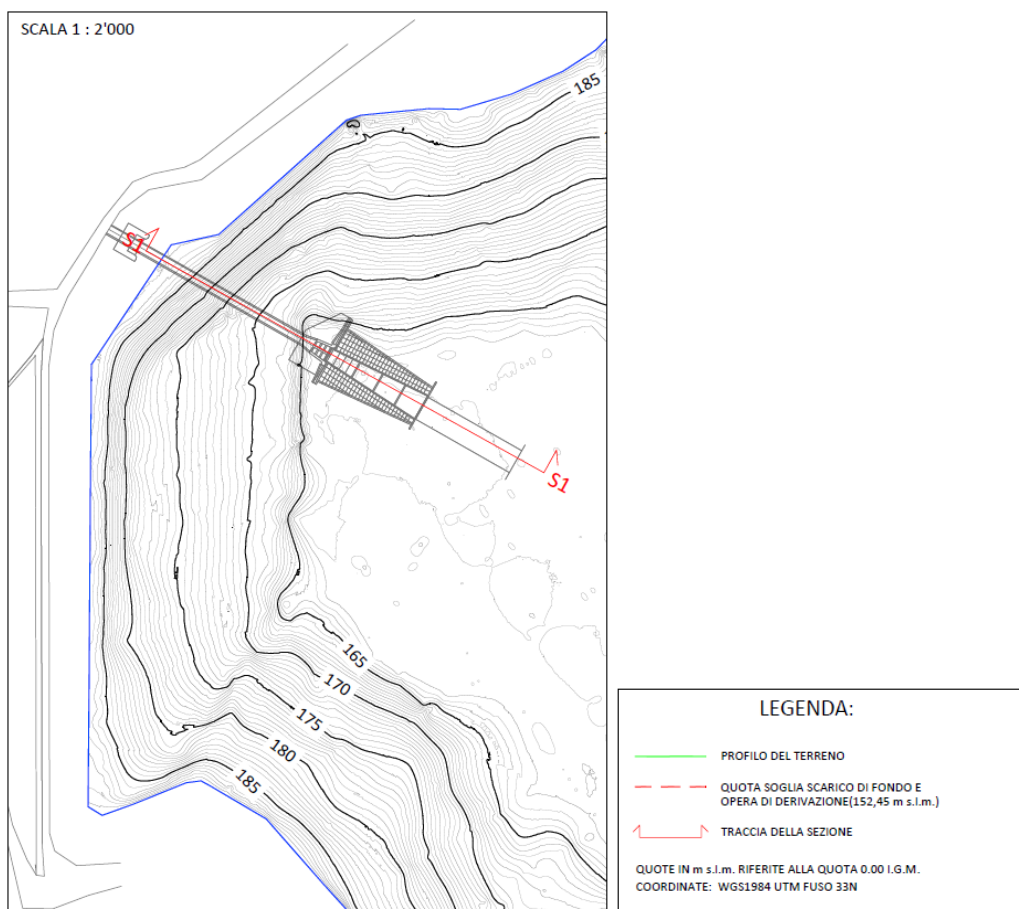 SCALA 1 : 2'000
185
S1
S1
165
170
175
180
185
LEGENDA:
PROFILO DEL TERRENO
QUOTA SOGLIA SCARICO DI FONDO E
OPERA DI DERIVAZIONE(152,45 m s.l.m.)
TRACCIA DELLA SEZIONE
QUOTE IN m s.l.m. RIFERITE ALLA QUOTA 0.00 I.G.M.
COORDINATE: WGS1984 UTM FUSO 33N